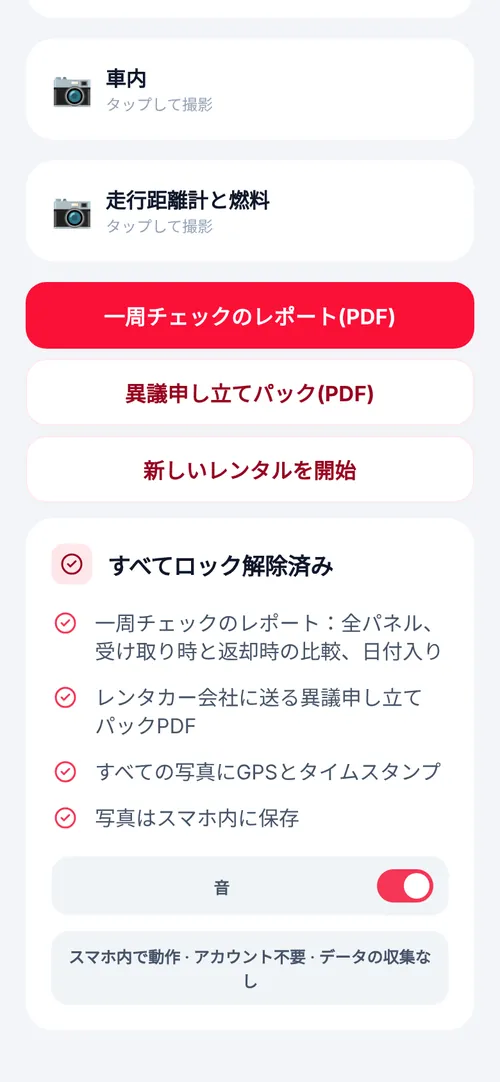 車内
タップして撮影
走行距離計と燃料
タップして撮影
一周チェックのレポート(PDF)
異議申し立てパック(PDF)
新しいレンタルを開始
すべてロック解除済み
一周チェックのレポート：全パネル、
受け取り時と返却時の比較、日付入り
レンタカー会社に送る異議申し立て
パックPDF
すべての写真にGPSとタイムスタンプ
写真はスマホ内に保存
音
スマホ内で動作 · アカウント不要 · データの収集な
し